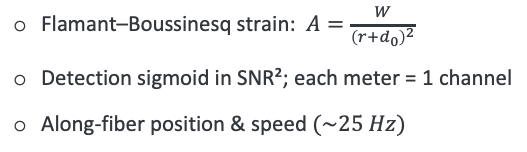 ○ Flamant–Boussinesq strain: A = W / (r+d₀)²
○ Detection sigmoid in SNR²; each meter = 1 channel
○ Along-fiber position & speed (~25 Hz)